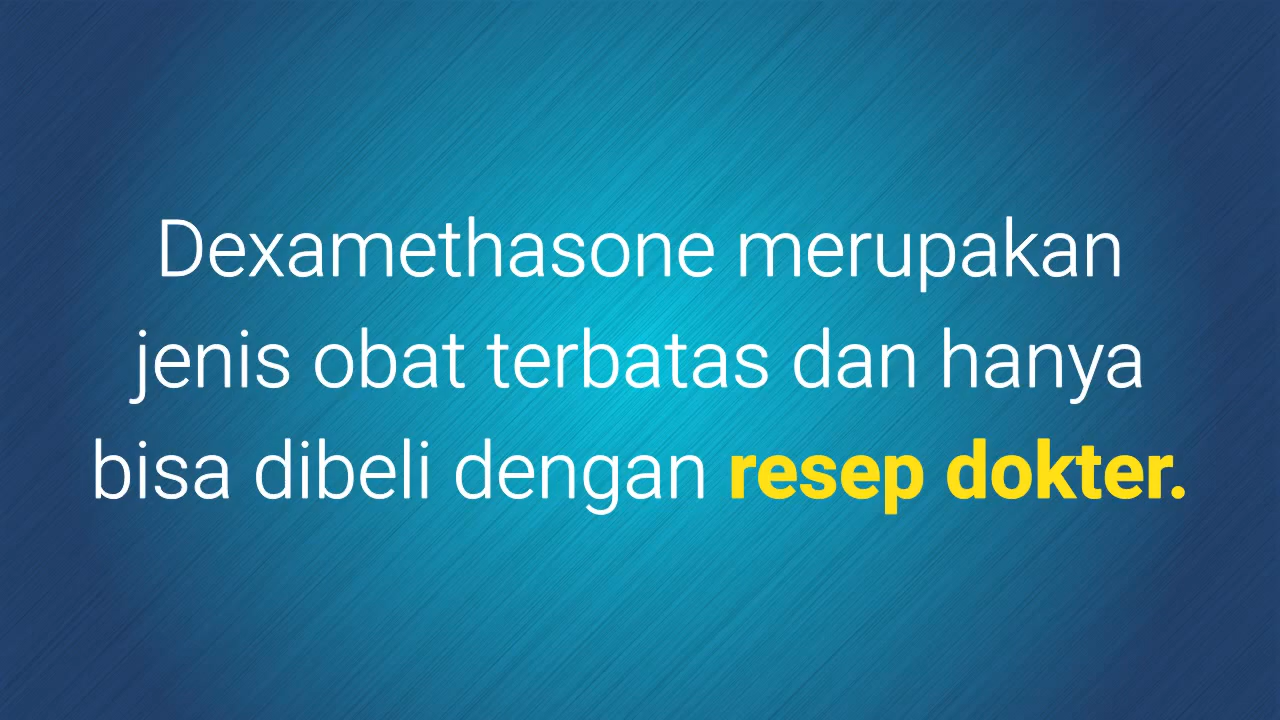 Dexamethasone merupakan
jenis obat terbatas dan hanya
bisa dibeli dengan resep dokter.